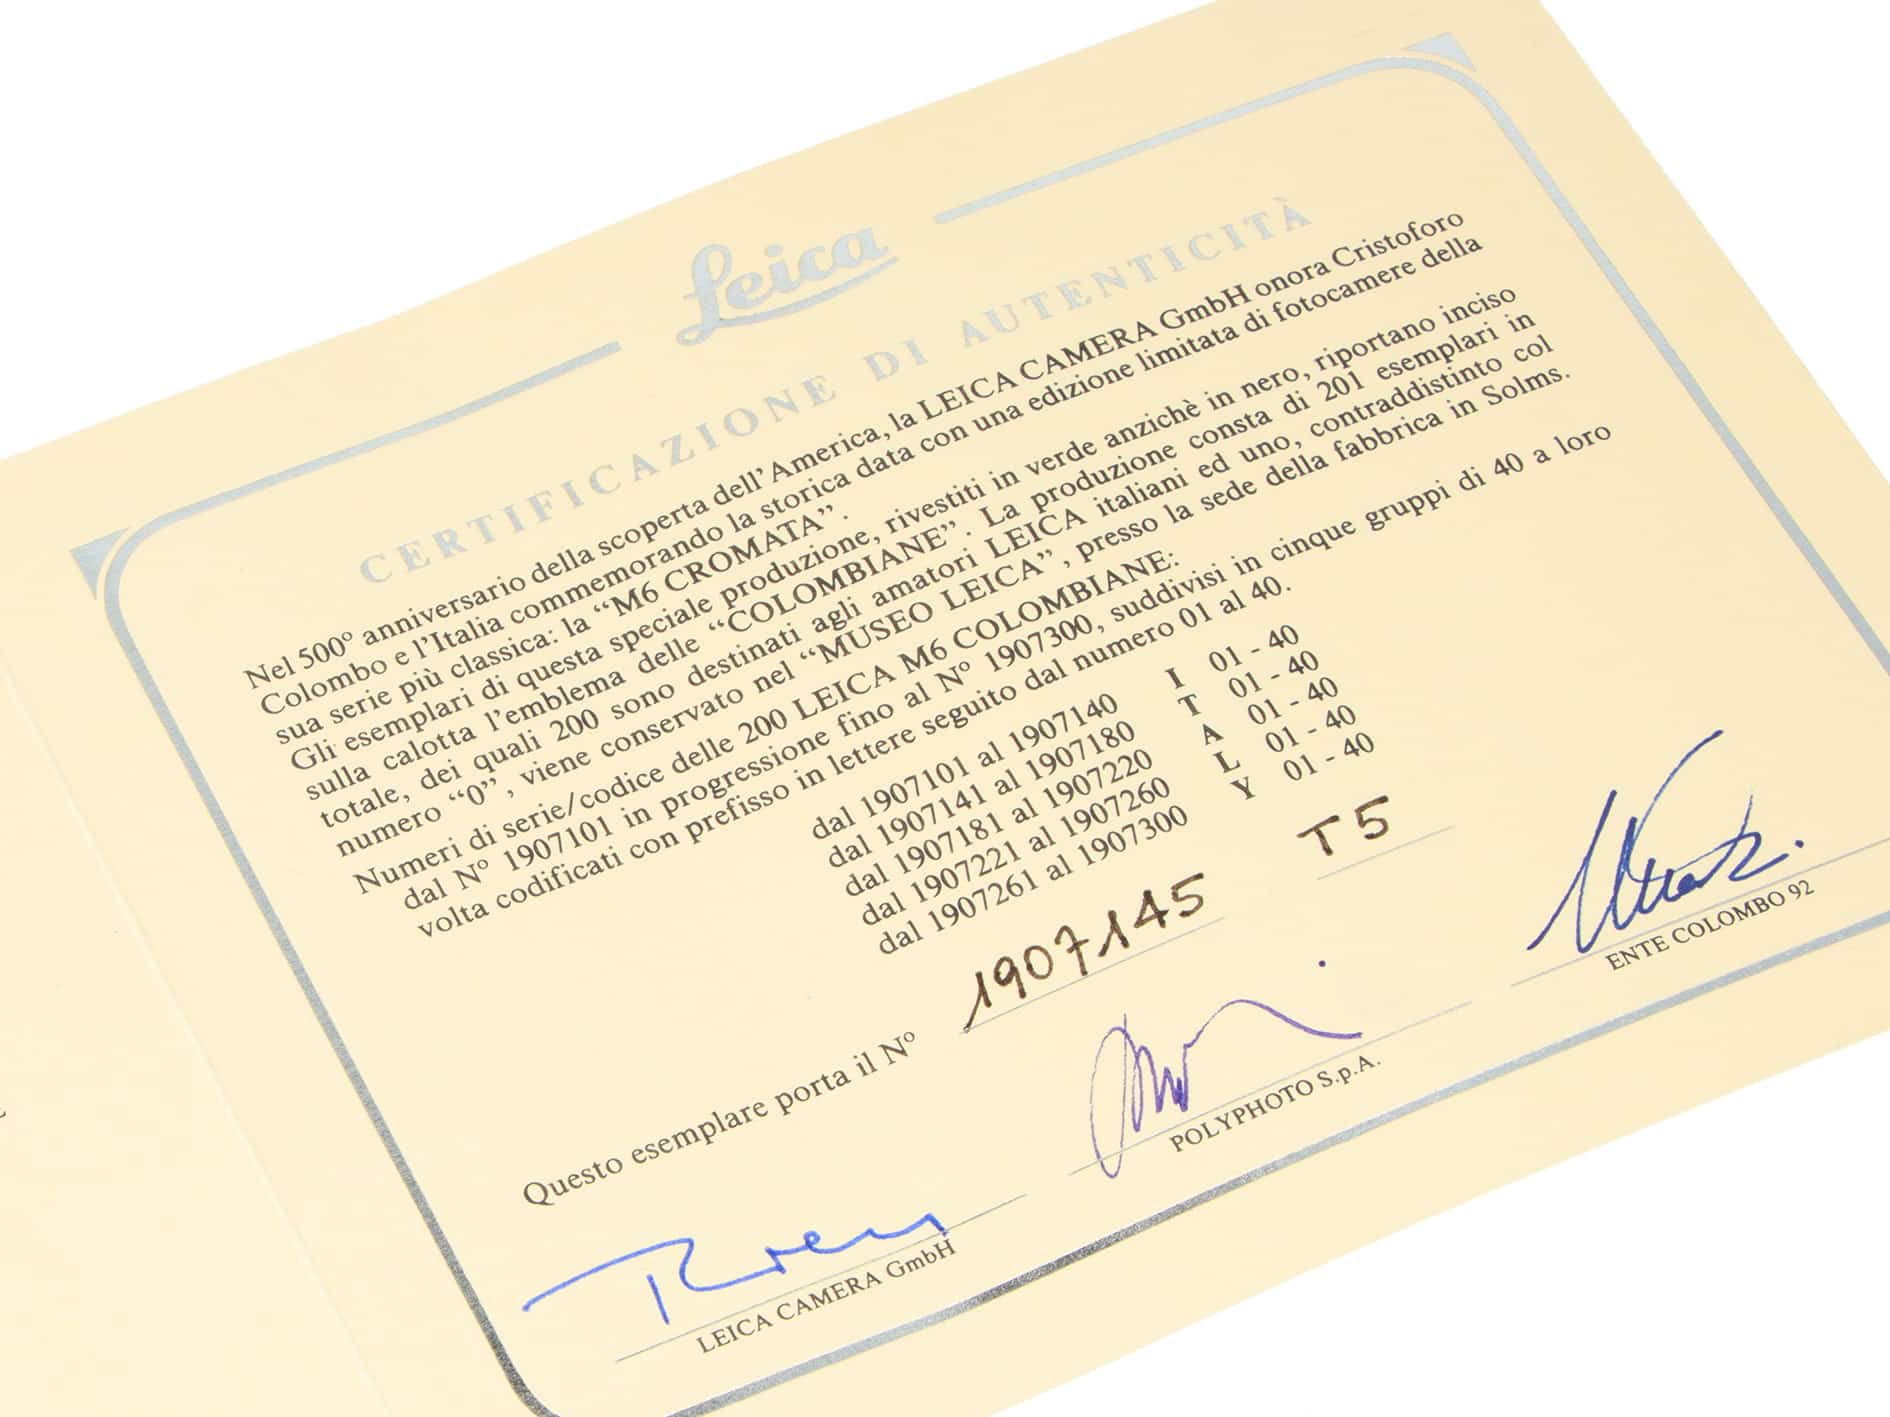 Leica
CERTIFICAZIONE DI AUTENTICITÀ
Nel 500º anniversario della scoperta dell'America, la LEICA CAMERA GmbH onora Cristoforo
Colombo e l'Italia commemorando la storica data con una edizione limitata di fotocamere della
sua serie più classica: la “M6 CROMATA”.
Gli esemplari di questa speciale produzione, rivestiti in verde anzichè in nero, riportano inciso
sulla calotta l'emblema delle “COLOMBIANE”. La produzione consta di 201 esemplari in
totale, dei quali 200 sono destinati agli amatori LEICA italiani ed uno, contraddistinto col
numero “0”, viene conservato nel “MUSEO LEICA”, presso la sede della fabbrica in Solms.
Numeri di serie/codice delle 200 LEICA M6 COLOMBIANE:
dal Nº 1907101 in progressione fino al Nº 1907300, suddivisi in cinque gruppi di 40 a loro
volta codificati con prefisso in lettere seguito dal numero 01 al 40.
dal 1907101 al 1907140 I 01 - 40
dal 1907141 al 1907180 T 01 - 40
dal 1907181 al 1907220 A 01 - 40
dal 1907221 al 1907260 L 01 - 40
dal 1907261 al 1907300 Y 01 - 40
Questo esemplare porta il Nº 1907145 T5
LEICA CAMERA GmbH
POLYPHOTO S.p.A.
ENTE COLOMBO 92